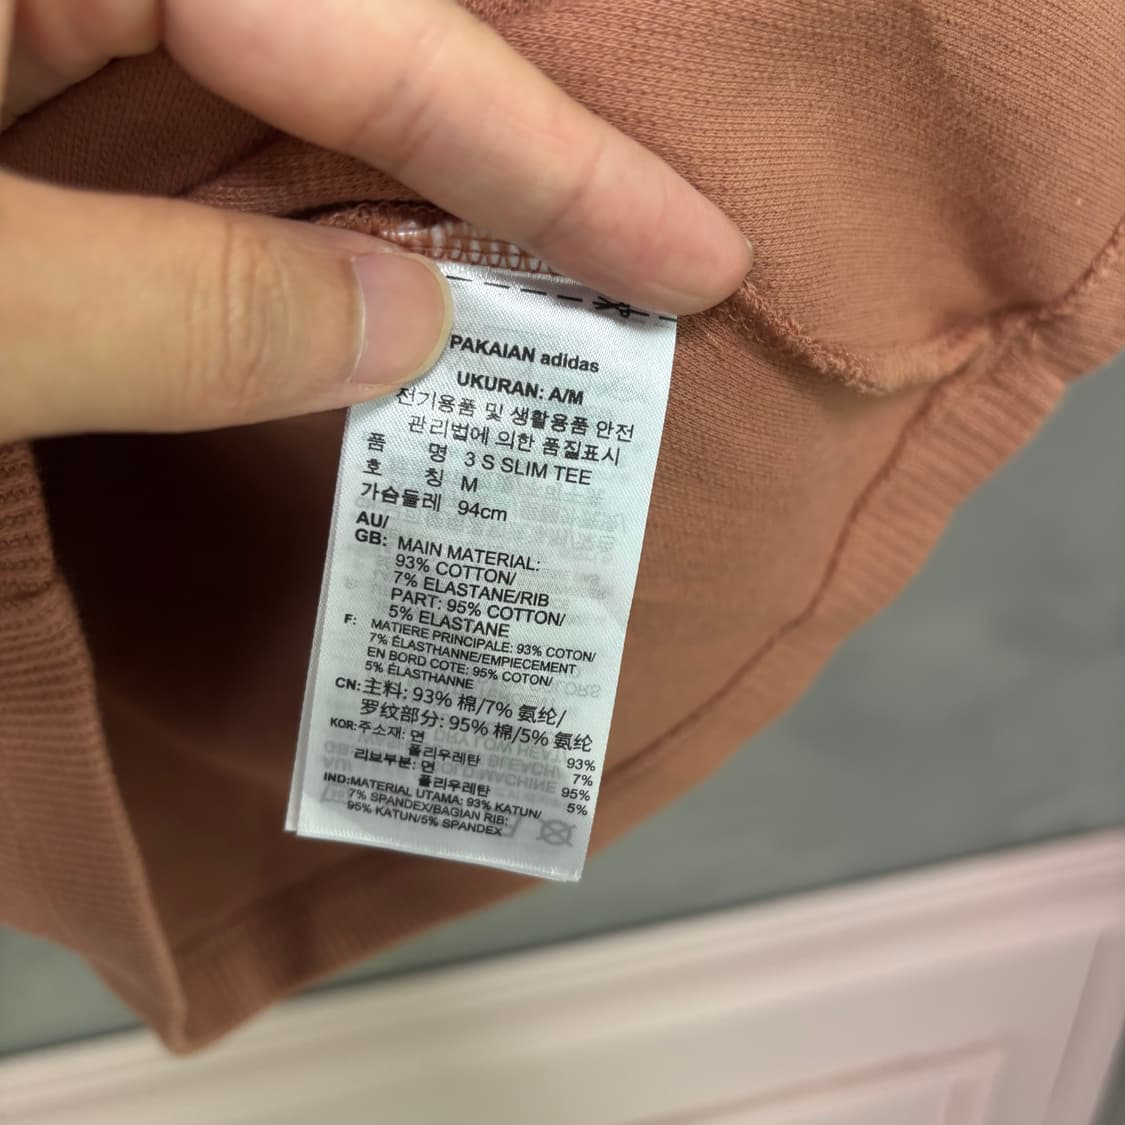 PAKAIAN adidas
UKURAN: A/M
전기용품 및 생활용품 안전
관리법에 의한 품질표시
품 명 3 S SLIM TEE
호 칭 M
가슴둘레 94cm
AU/
GB: MAIN MATERIAL:
93% COTTON/
7% ELASTANE/RIB
PART: 95% COTTON/
5% ELASTANE
F: MATIERE PRINCIPALE: 93% COTON/
7% ÉLASTHANNE/EMPIECEMENT
EN BORD COTE: 95% COTON/
5% ÉLASTHANNE
CN: 主料: 93% 棉/7% 氨纶/
罗纹部分: 95% 棉/5% 氨纶
KOR: 주소재: 면 93%
폴리우레탄 7%
리브부분: 면 95%
폴리우레탄 5%
IND: MATERIAL UTAMA: 93% KATUN/
7% SPANDEX/BAGIAN RIB:
95% KATUN/5% SPANDEX